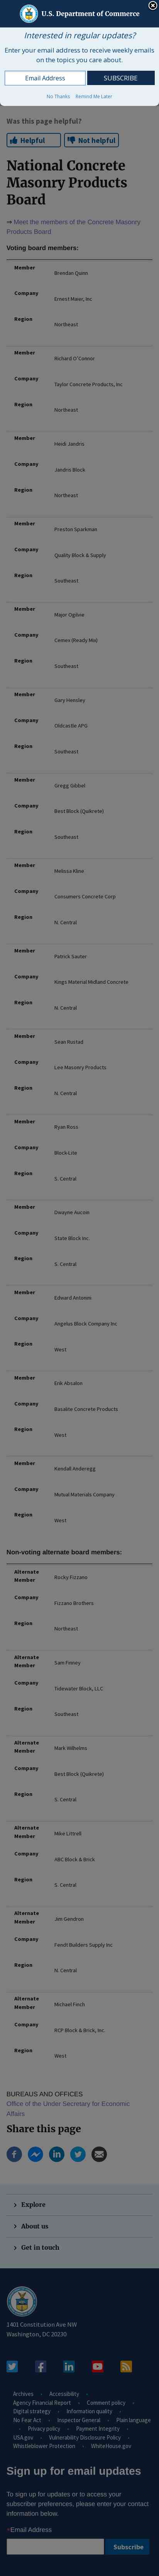 U.S. Department of Commerce
Interested in regular updates?
Enter your email address to receive weekly emails
on the topics you care about.
Email Address
SUBSCRIBE
No Thanks Remind Me Later
Was this page helpful?
Helpful Not helpful
National Concrete
Masonry Products
Board
⇒ Meet the members of the Concrete Masonry
Products Board
Voting board members:
Member
Brendan Quinn
Company
Ernest Maier, Inc
Region
Northeast
Member
Richard O'Connor
Company
Taylor Concrete Products, Inc
Region
Northeast
Member
Heidi Jandris
Company
Jandris Block
Region
Northeast
Member
Preston Sparkman
Company
Quality Block & Supply
Region
Southeast
Member
Major Ogilvie
Company
Cemex (Ready Mix)
Region
Southeast
Member
Gary Hensley
Company
Oldcastle APG
Region
Southeast
Member
Gregg Gibbel
Company
Best Block (Quikrete)
Region
Southeast
Member
Melissa Kline
Company
Consumers Concrete Corp
Region
N. Central
Member
Patrick Sauter
Company
Kings Material Midland Concrete
Region
N. Central
Member
Sean Rusted
Company
Lee Masonry Products
Region
N. Central
Member
Ryan Ross
Company
Block-Lite
Region
S. Central
Member
Dwayne Aucoin
Company
State Block Inc.
Region
S. Central
Member
Edward Antonini
Company
Angelus Block Company Inc
Region
West
Member
Erik Absalon
Company
Basalite Concrete Products
Region
West
Member
Kendall Anderegg
Company
Mutual Materials Company
Region
West
Non-voting alternate board members:
Alternate
Member
Rocky Fizzano
Company
Fizzano Brothers
Region
Northeast
Alternate
Member
Sam Finney
Company
Tidewater Block, LLC
Region
Southeast
Alternate
Member
Mark Wilhelms
Company
Best Block (Quikrete)
Region
S. Central
Alternate
Member
Mike Littrell
Company
ABC Block & Brick
Region
S. Central
Alternate
Member
Jim Gendron
Company
Fendt Builders Supply Inc
Region
N. Central
Alternate
Member
Michael Finch
Company
RCP Block & Brick, Inc.
Region
West
BUREAUS AND OFFICES
Office of the Under Secretary for Economic
Affairs
Share this page
Explore
About us
Get in touch
1401 Constitution Ave NW
Washington, DC 20230
Archives - Accessibility -
Agency Financial Report - Comment policy -
Digital strategy - Information quality -
No Fear Act - Inspector General - Plain language
- Privacy policy - Payment Integrity -
USA.gov - Vulnerability Disclosure Policy -
Whistleblower Protection - WhiteHouse.gov
Sign up for email updates
To sign up for updates or to access your
subscriber preferences, please enter your contact
information below.
*Email Address
Subscribe